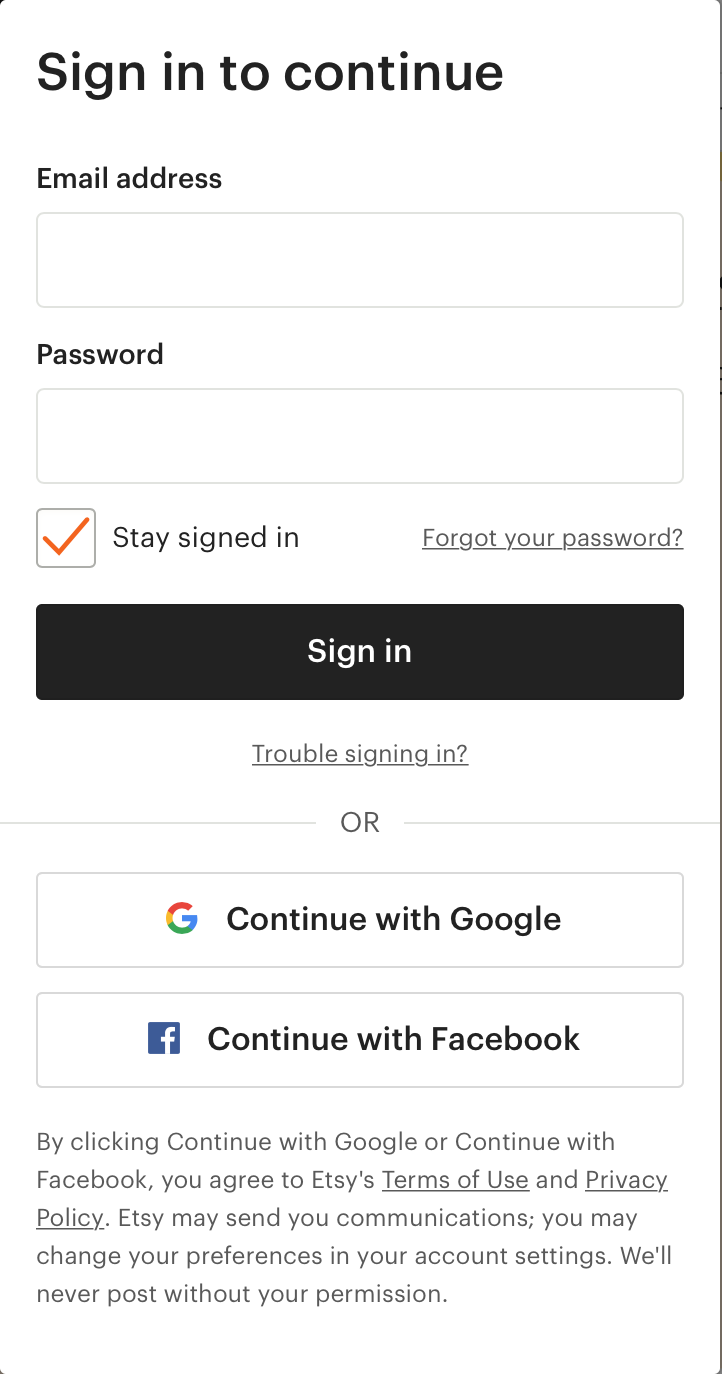 Sign in to continue
Email address
Password
Stay signed in
Forgot your password?
Sign in
Trouble signing in?
OR
Continue with Google
Continue with Facebook
By clicking Continue with Google or Continue with
Facebook, you agree to Etsy's Terms of Use and Privacy
Policy. Etsy may send you communications; you may
change your preferences in your account settings. We'll
never post without your permission.